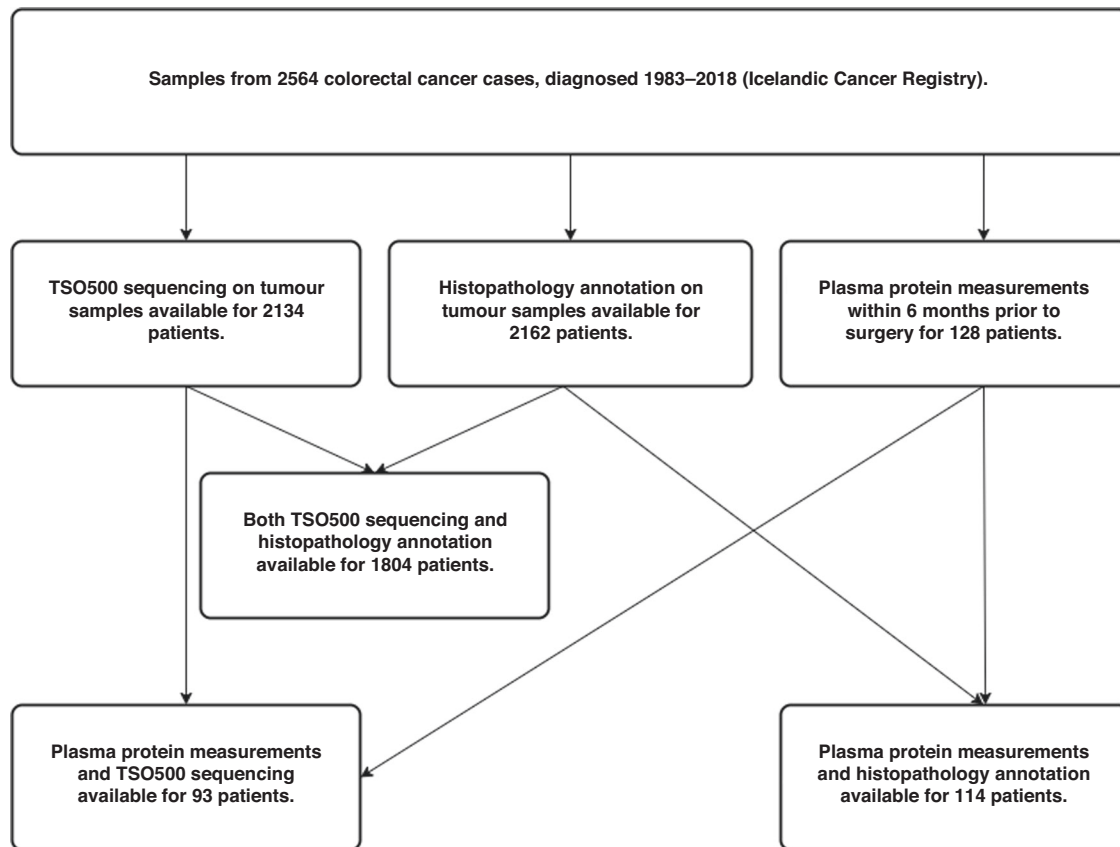 Samples from 2564 colorectal cancer cases, diagnosed 1983–2018 (Icelandic Cancer Registry).
TSO500 sequencing on tumour
samples available for 2134
patients.
Histopathology annotation on
tumour samples available for
2162 patients.
Plasma protein measurements
within 6 months prior to
surgery for 128 patients.
Both TSO500 sequencing and
histopathology annotation
available for 1804 patients.
Plasma protein measurements
and TSO500 sequencing
available for 93 patients.
Plasma protein measurements
and histopathology annotation
available for 114 patients.